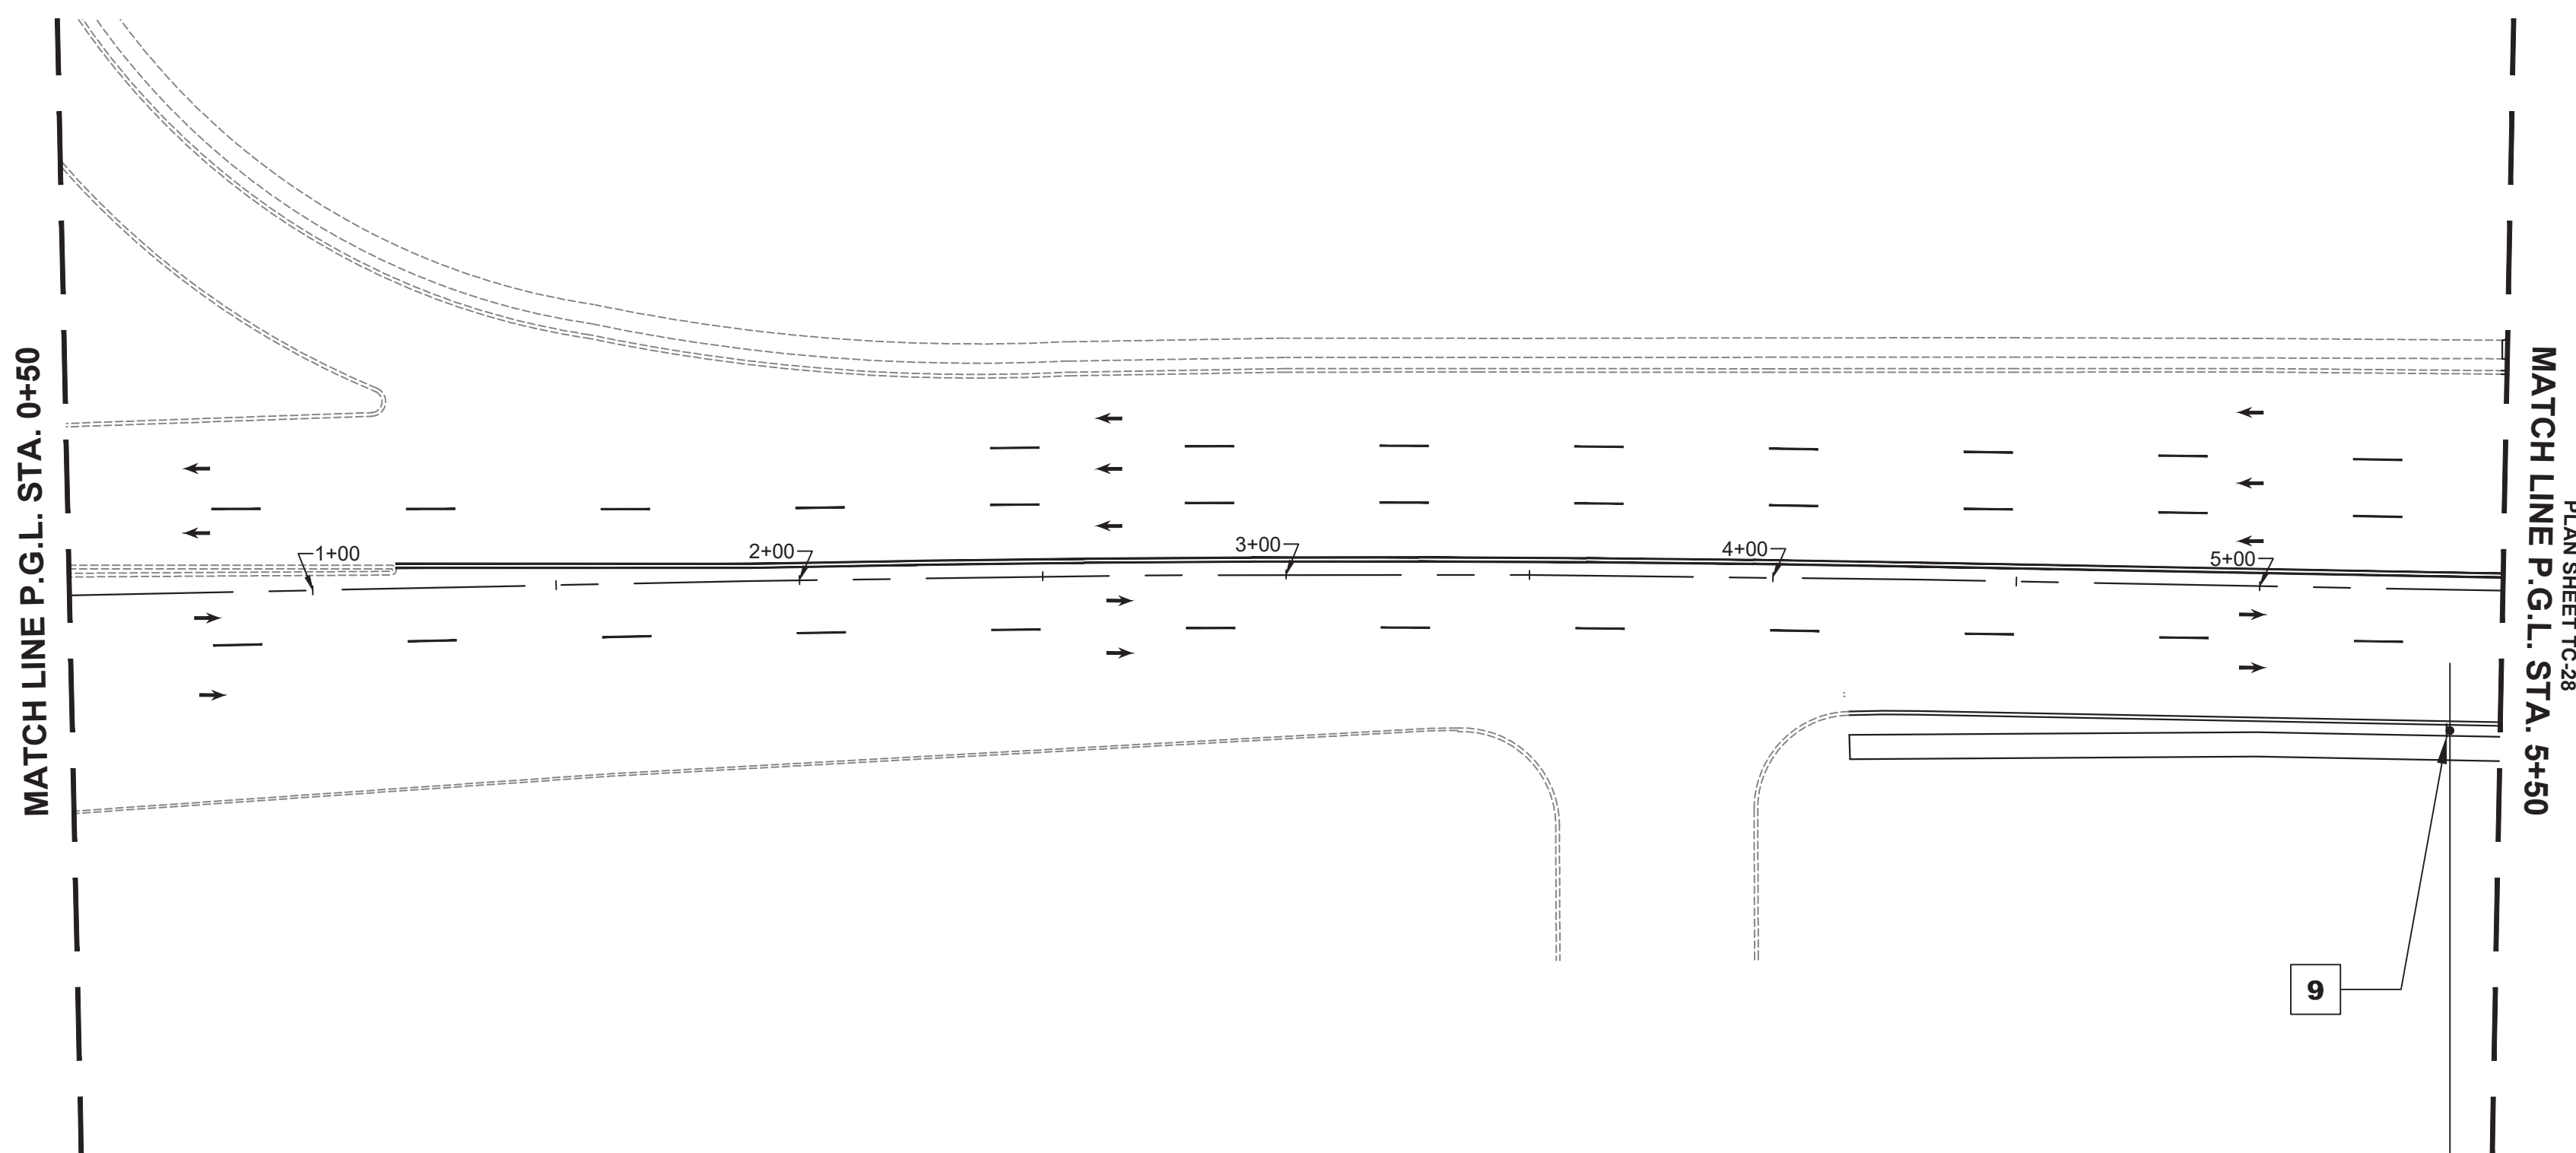 MATCH LINE P.G.L. STA. 0+50
1+00
2+00
3+00
4+00
5+00
MATCH LINE P.G.L. STA. 5+50
PLAN SHEET TC-28
9